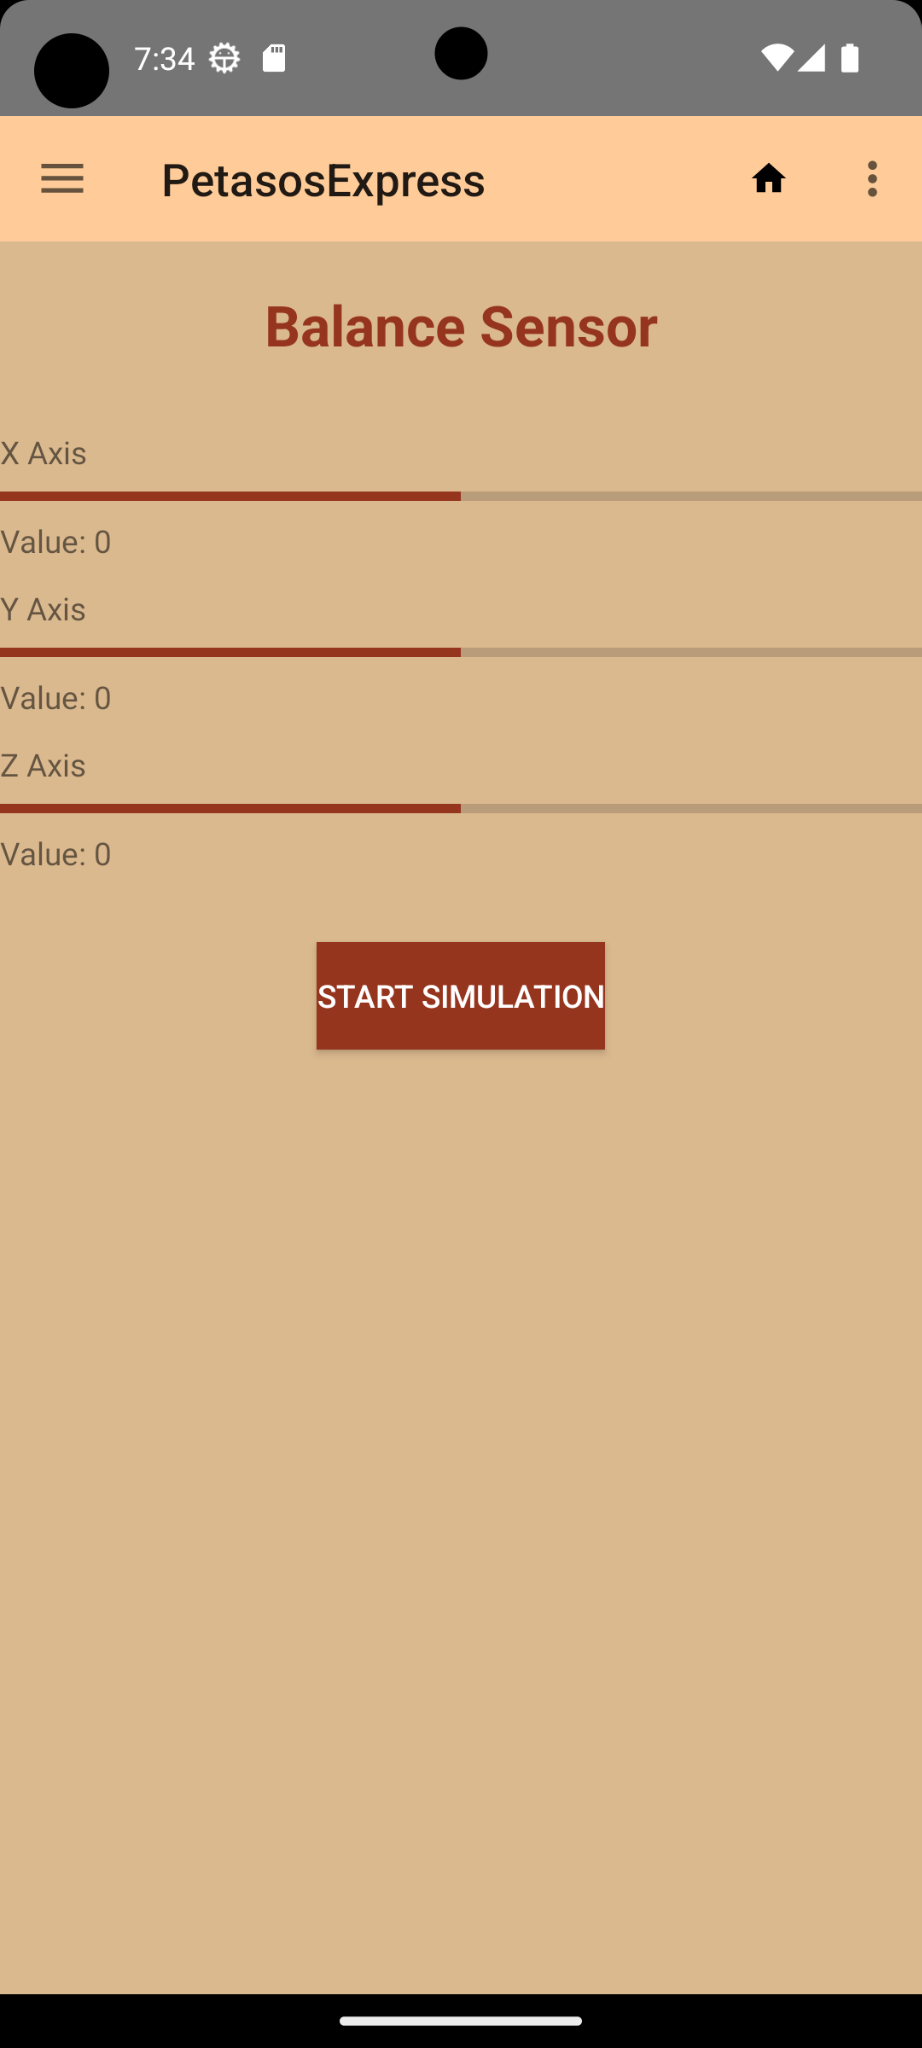 7:34
PetasosExpress
Balance Sensor
X Axis
Value: 0
Y Axis
Value: 0
Z Axis
Value: 0
START SIMULATION